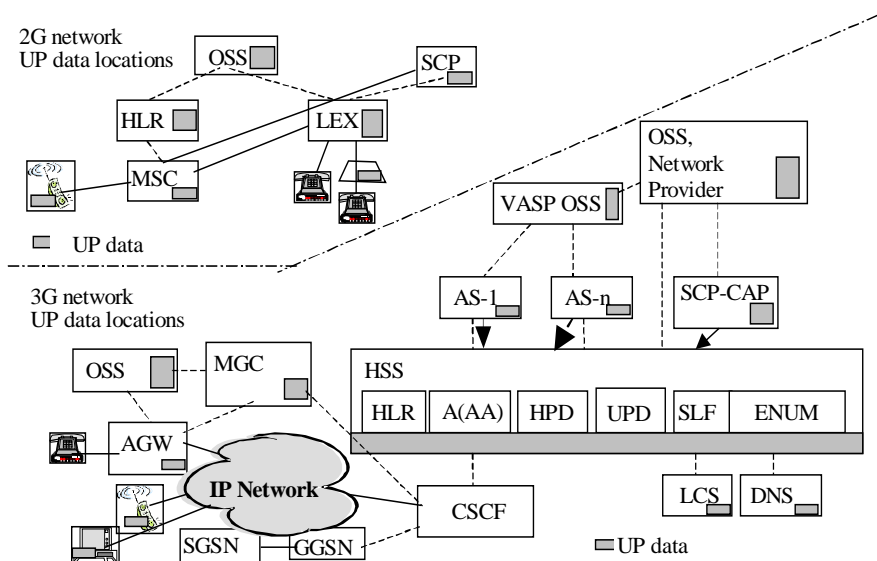 2G network
UP data locations
OSS
SCP
HLR
LEX
MSC
UP data
OSS,
Network
Provider
VASP OSS
AS-1
AS-n
SCP-CAP
3G network
UP data locations
OSS
MGC
HSS
HLR
A(AA)
HPD
UPD
SLF
ENUM
AGW
IP Network
CSCF
LCS
DNS
SGSN
GGSN
UP data